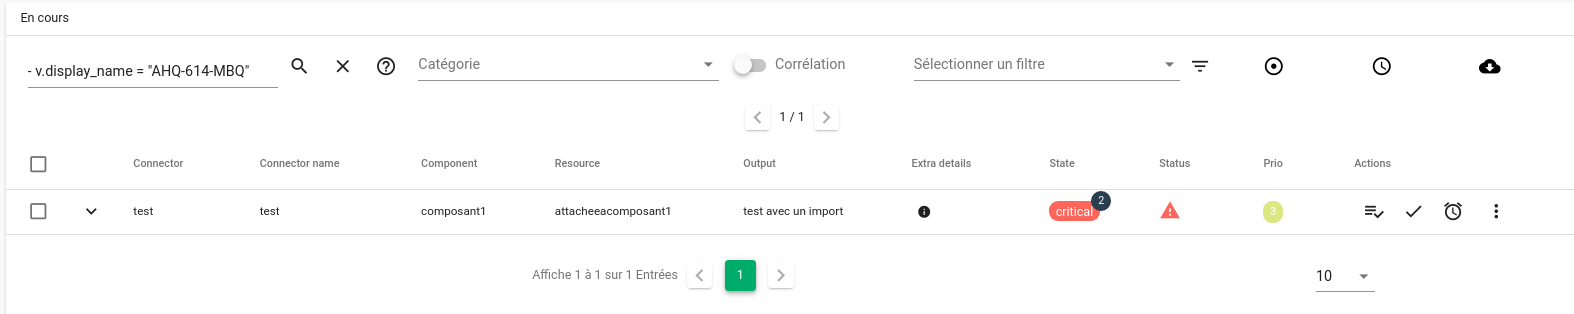 En cours
- v.display_name = "AHQ-614-MBQ"
Catégorie
Corrélation
Sélectionner un filtre
1 / 1
Connector Connector name Component Resource Output Extra details State Status Prio Actions
test test composant1 attacheeacomposant1 test avec un import critical 2 3
Affiche 1 à 1 sur 1 Entrées 1 10